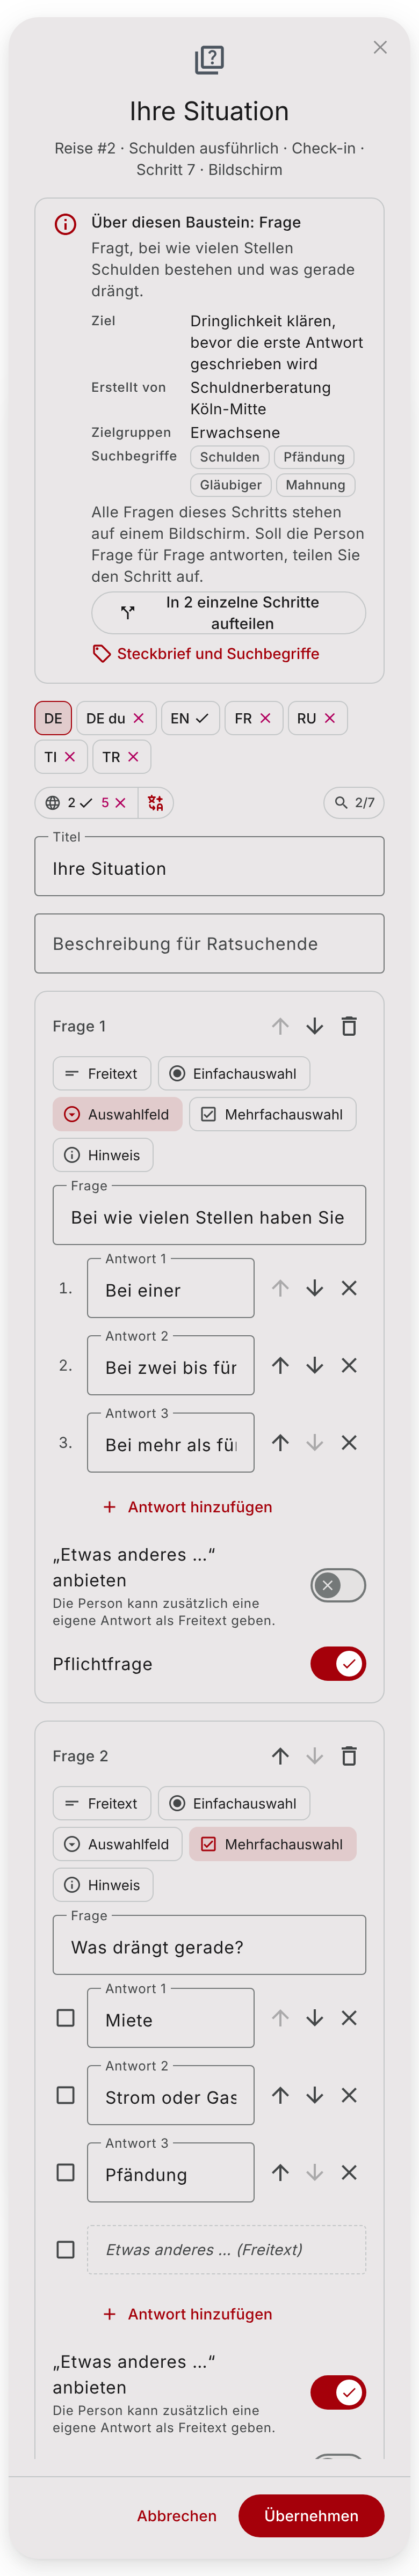 Ihre Situation
Reise #2 · Schulden ausführlich · Check-in ·
Schritt 7 · Bildschirm
Über diesen Baustein: Frage
Fragt, bei wie vielen Stellen
Schulden bestehen und was gerade
drängt.
Ziel
Dringlichkeit klären,
bevor die erste Antwort
geschrieben wird
Erstellt von
Schuldnerberatung
Köln-Mitte
Zielgruppen
Erwachsene
Suchbegriffe
Schulden
Pfändung
Gläubiger
Mahnung
Alle Fragen dieses Schritts stehen
auf einem Bildschirm. Soll die Person
Frage für Frage antworten, teilen Sie
den Schritt auf.
In 2 einzelne Schritte
aufteilen
Steckbrief und Suchbegriffe
DE
DE du
EN
FR
RU
TI
TR
2
5
2/7
Titel
Ihre Situation
Beschreibung für Ratsuchende
Frage 1
Freitext
Einfachauswahl
Auswahlfeld
Mehrfachauswahl
Hinweis
Frage
Bei wie vielen Stellen haben Sie
Antwort 1
1.
Bei einer
Antwort 2
2.
Bei zwei bis
Antwort 3
3.
Bei mehr als
Antwort hinzufügen
„Etwas anderes …“
anbieten
Die Person kann zusätzlich eine
eigene Antwort als Freitext geben.
Pflichtfrage
Frage 2
Freitext
Einfachauswahl
Auswahlfeld
Mehrfachauswahl
Hinweis
Frage
Was drängt gerade?
Antwort 1
Miete
Antwort 2
Strom oder Gas
Antwort 3
Pfändung
Etwas anderes … (Freitext)
Antwort hinzufügen
„Etwas anderes …“
anbieten
Die Person kann zusätzlich eine
eigene Antwort als Freitext geben.
Abbrechen
Übernehmen